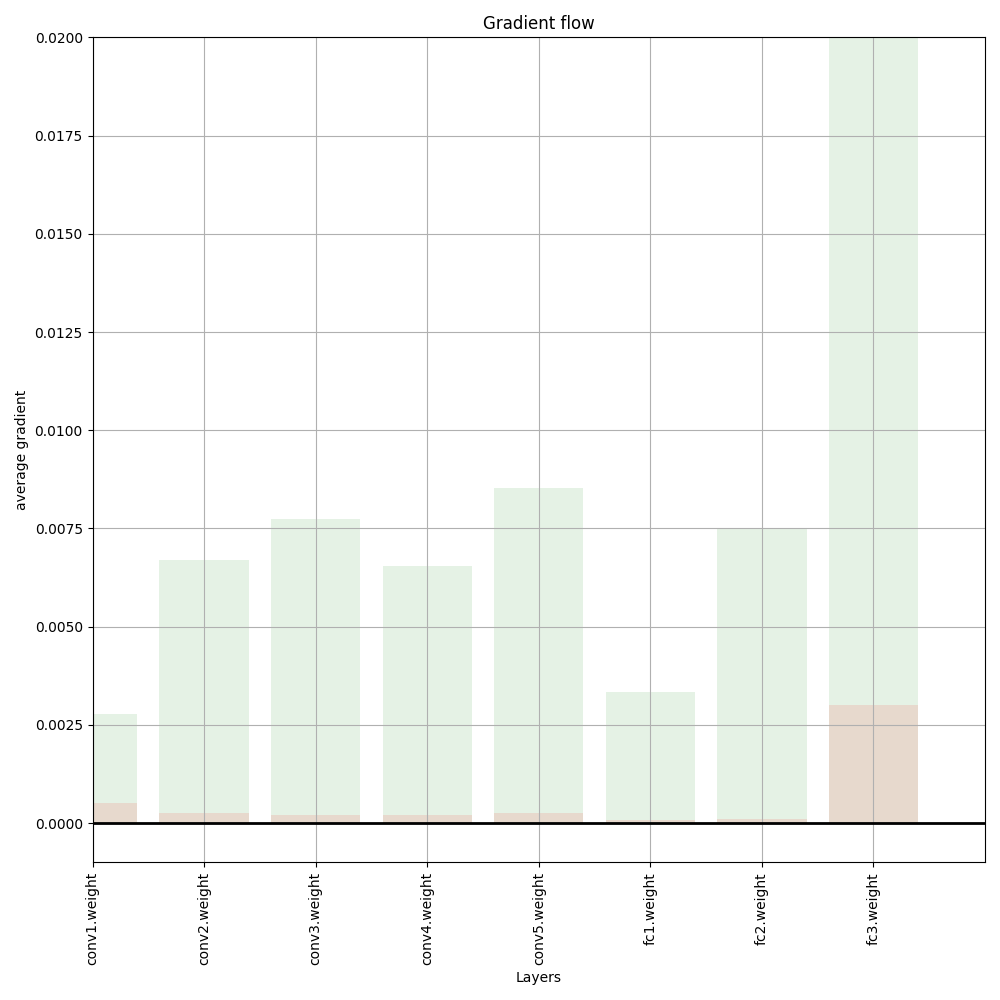 Gradient flow
0.0200
0.0175
0.0150
0.0125
0.0100
0.0075
0.0050
0.0025
0.0000
average gradient
conv1.weight
conv2.weight
conv3.weight
conv4.weight
conv5.weight
fc1.weight
fc2.weight
fc3.weight
Layers